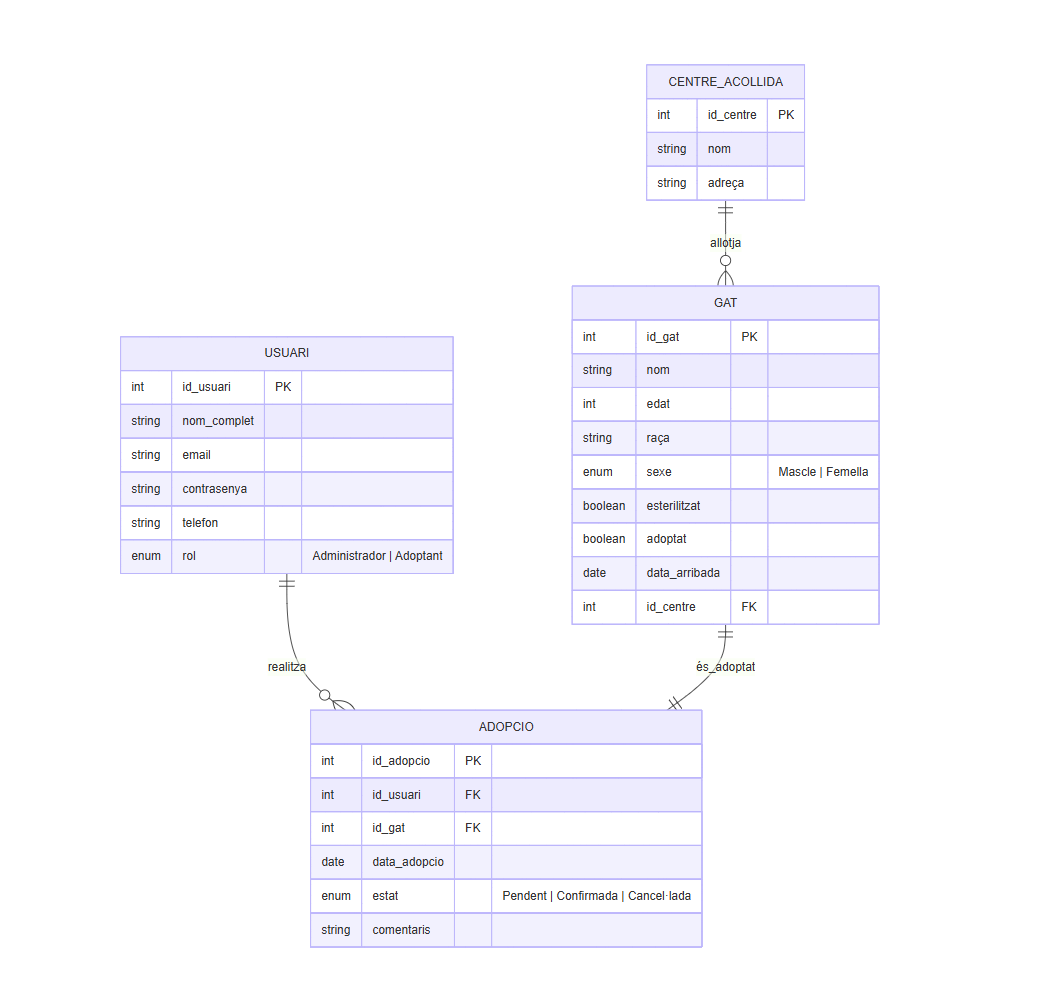 CENTRE_ACOLLIDA
int id_centre PK
string nom
string adreça
allotja
GAT
int id_gat PK
string nom
int edat
string raça
enum sexe Mascle | Femella
boolean esterilitzat
boolean adoptat
date data_arribada
int id_centre FK
USUARI
int id_usuari PK
string nom_complet
string email
string contrasenya
string telefon
enum rol Administrador | Adoptant
realitza
és_adoptat
ADOPCIO
int id_adopcio PK
int id_usuari FK
int id_gat FK
date data_adopcio
enum estat Pendent | Confirmada | Cancel·lada
string comentaris